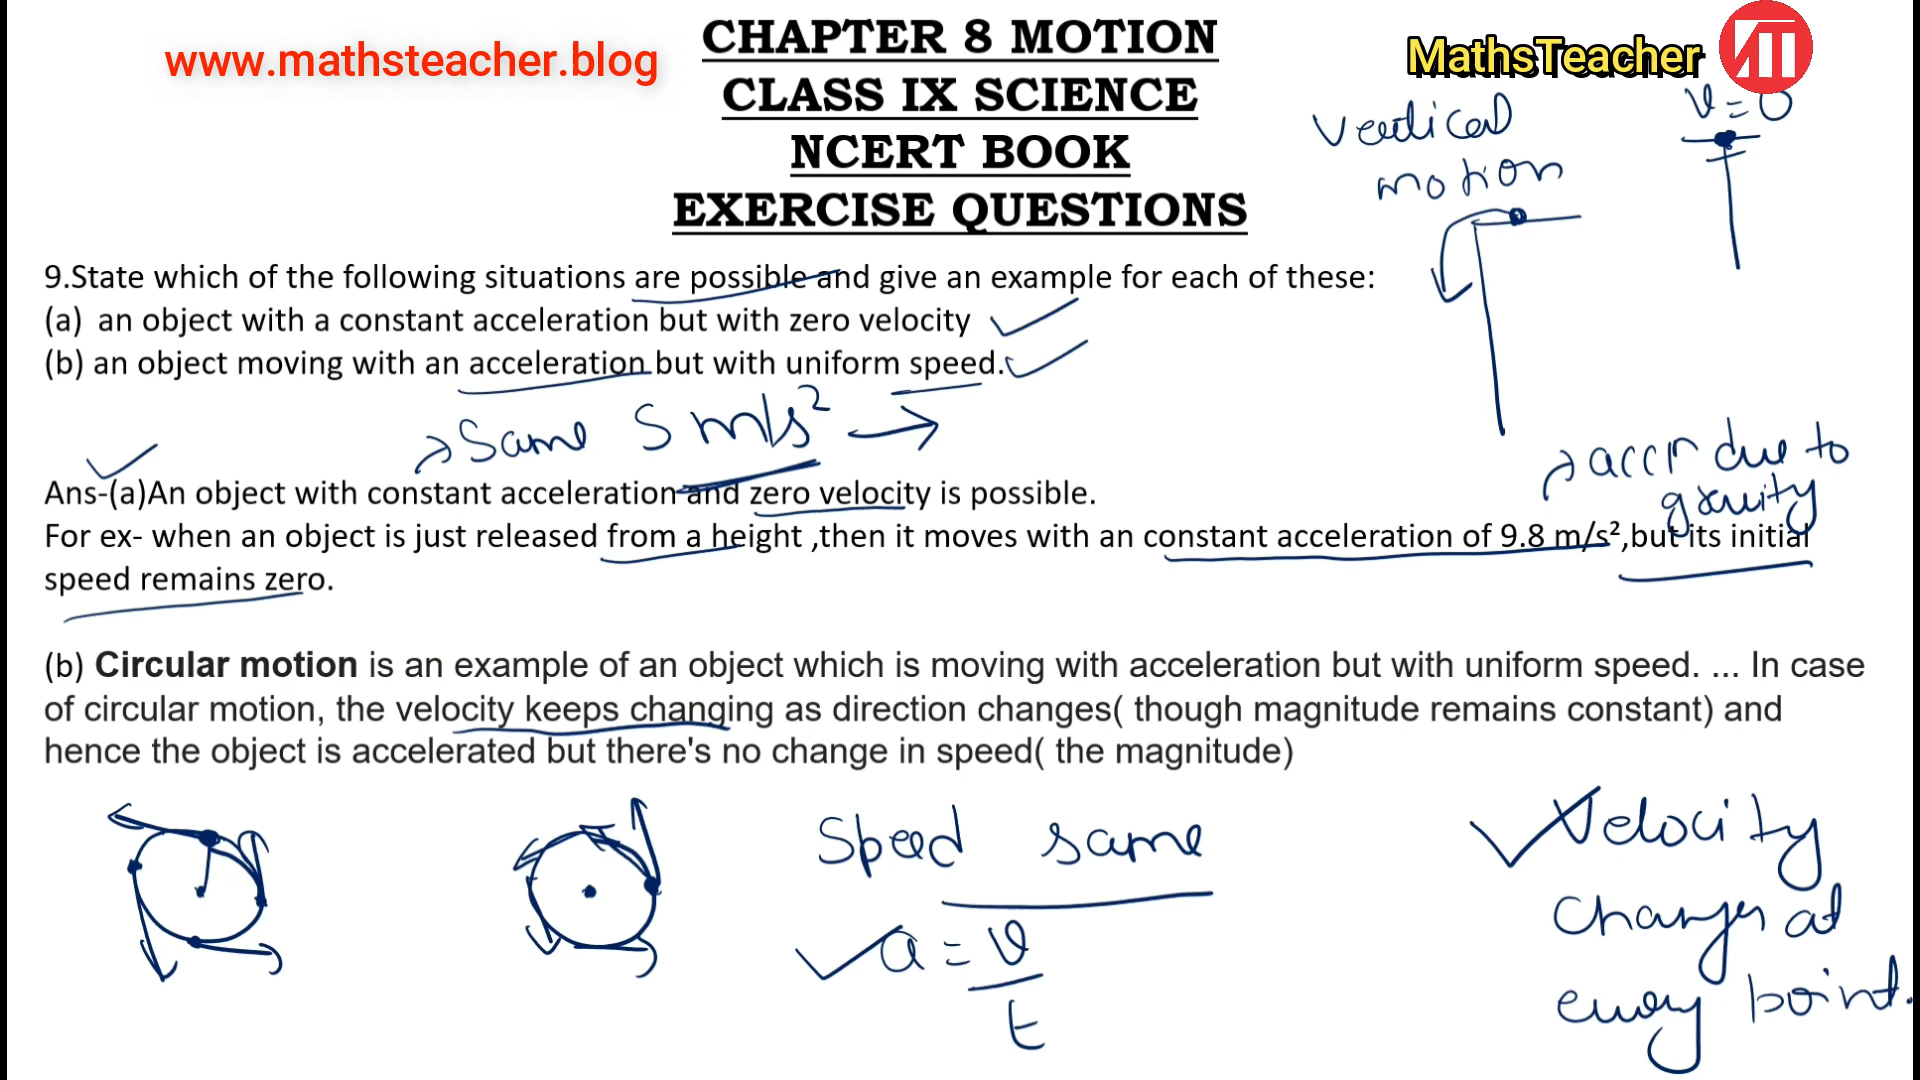 CHAPTER 8 MOTION
www.mathsteacher.blog
MathsTeacher
CLASS IX SCIENCE
NCERT BOOK
EXERCISE QUESTIONS
vertical
motion
v=0
9.State which of the following situations are possible and give an example for each of these:
(a) an object with a constant acceleration but with zero velocity
(b) an object moving with an acceleration but with uniform speed.
Same 5 m/s²
accn due to
gravity
Ans-(a)An object with constant acceleration and zero velocity is possible.
For ex- when an object is just released from a height ,then it moves with an constant acceleration of 9.8 m/s²,but its initial
speed remains zero.
(b) Circular motion is an example of an object which is moving with acceleration but with uniform speed. ... In case
of circular motion, the velocity keeps changing as direction changes( though magnitude remains constant) and
hence the object is accelerated but there's no change in speed( the magnitude)
Speed same
a = v
t
Velocity
changes at
every point.